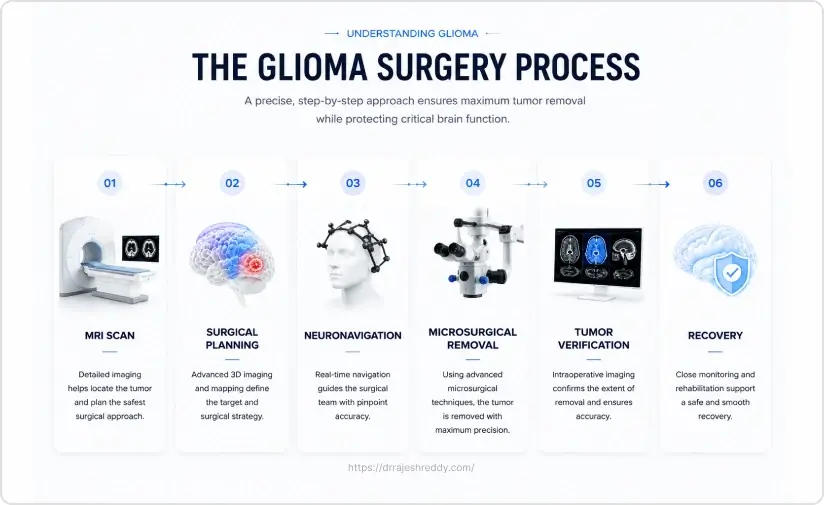 UNDERSTANDING GLIOMA
THE GLIOMA SURGERY PROCESS
A precise, step-by-step approach ensures maximum tumor removal
while protecting critical brain function.
01
MRI SCAN
Detailed imaging
helps locate the tumor
and plan the safest
surgical approach.
02
SURGICAL
PLANNING
Advanced 3D imaging
and mapping define
the target and
surgical strategy.
03
NEURONAVIGATION
Real-time navigation
guides the surgical
team with pinpoint
accuracy.
04
MICROSURGICAL
REMOVAL
Using advanced
microsurgical
techniques, the tumor
is removed with
maximum precision.
05
TUMOR
VERIFICATION
Intraoperative imaging
confirms the extent of
removal and ensures
accuracy.
06
RECOVERY
Close monitoring and
rehabilitation support
a safe and smooth
recovery.
https://drrajeshreddy.com/